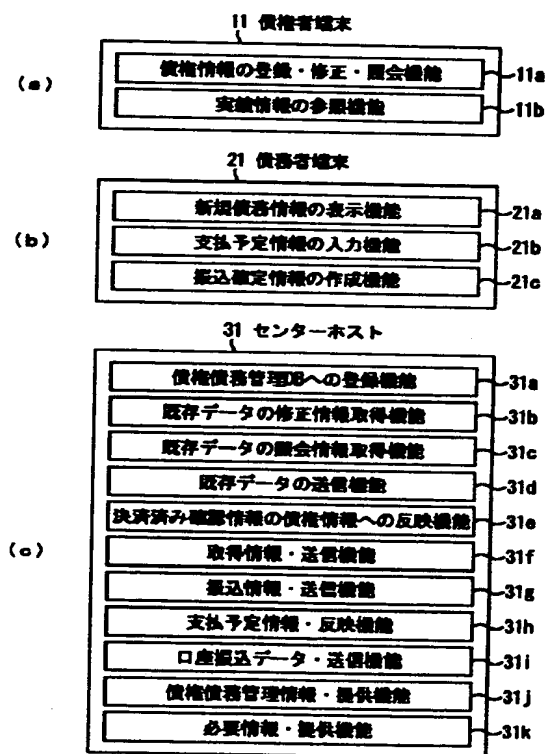 11 債権者端末
(a)
債権情報の登録・修正・照会機能
11a
実績情報の参照機能
11b
21 債務者端末
(b)
新規債務情報の表示機能
21a
支払予定情報の入力機能
21b
振込確定情報の作成機能
21c
31 センターホスト
(c)
債権債務管理DBへの登録機能
31a
既存データの修正情報取得機能
31b
既存データの照会情報取得機能
31c
既存データの送信機能
31d
決済済み確認情報の債権情報への反映機能
31e
取得情報・送信機能
31f
振込情報・送信機能
31g
支払予定情報・反映機能
31h
口座振込データ・送信機能
31i
債権債務管理情報・提供機能
31j
必要情報・提供機能
31k